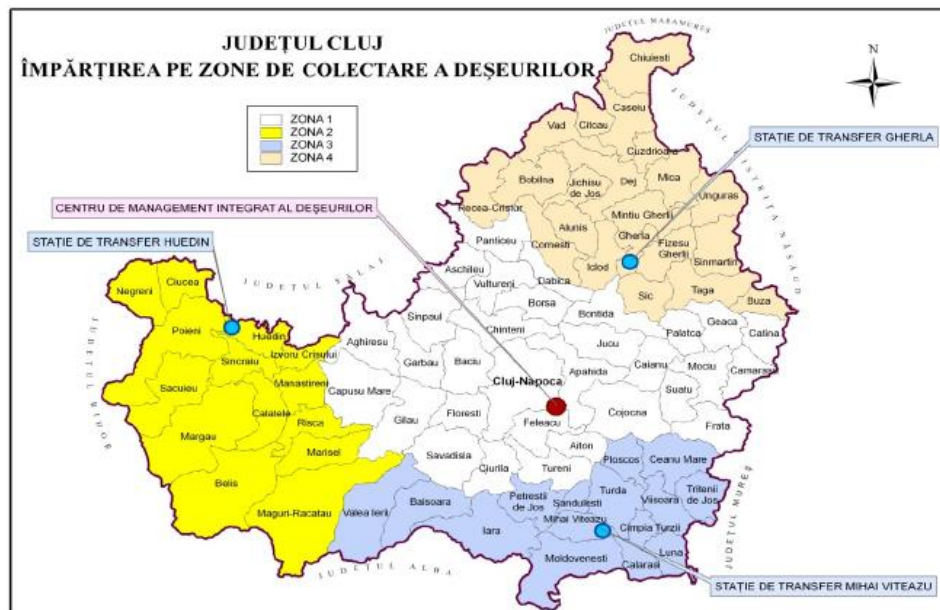 JUDEȚUL CLUJ
ÎMPĂRȚIREA PE ZONE DE COLECTARE A DEȘEURILOR
ZONA 1
ZONA 2
ZONA 3
ZONA 4
N
JUDEȚUL MARAMUREȘ
JUDEȚUL BISTRIȚA NĂSĂUD
STAȚIE DE TRANSFER GHERLA
CENTRU DE MANAGEMENT INTEGRAT AL DEȘEURILOR
STAȚIE DE TRANSFER HUEDIN
JUDEȚUL SĂLAJ
JUDEȚUL BIHOR
Chiuiesti
Caseiu
Vad
Citcau
Cuzdrioara
Bobilna
Jichisu de Jos
Dej
Mica
Unguras
Recea-Cristur
Mintiu Gherlii
Alunis
Gherla
Panticeu
Cornesti
Fizesu Gherlii
Iclod
Sinmartin
Aschileu
Dabica
Vultureni
Sic
Taga
Buza
Ciucea
Negreni
Borsa
Bontida
Geaca
Poieni
Huedin
Sinpaul
Chinteni
Palatca
Catina
Aghiresu
Jucu
Izvoru Crisului
Sincraiu
Garbau
Baciu
Caianu
Mociu
Camarasu
Apahida
Capusu Mare
Cluj-Napoca
Manastireni
Sacuieu
Suatu
Calatele
Risca
Gilau
Floresti
Feleacu
Cojocna
Frata
Margau
Marisel
Savadisla
Aiton
Ciurila
Tureni
Ploscos
Ceanu Mare
Belis
Maguri-Racatau
Valea Ierii
Baisoara
Petrestii de Jos
Sandulesti
Turda
Viisoara
Tritenii de Jos
Iara
Mihai Viteazu
Cimpia Turzii
Moldovenesti
Luna
Calarasi
JUDEȚUL MUREȘ
JUDEȚUL ALBA
STAȚIE DE TRANSFER MIHAI VITEAZU